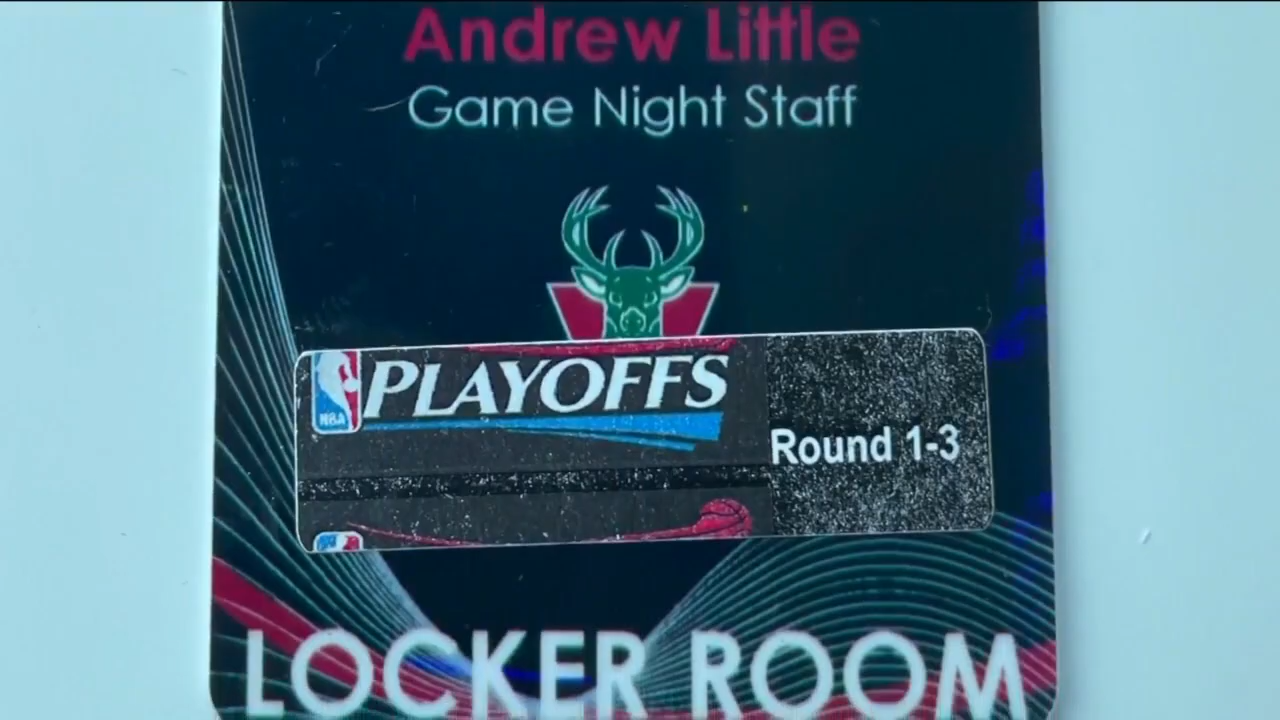 Andrew Little
Game Night Staff
NBA
PLAYOFFS
Round 1-3
LOCKER ROOM